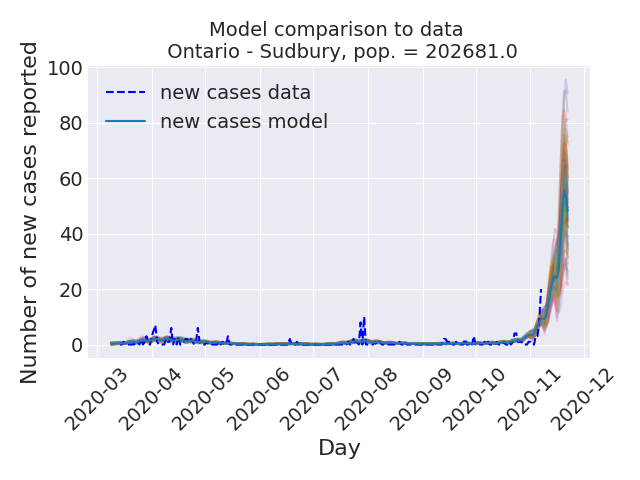 Model comparison to data
Ontario - Sudbury, pop. = 202681.0
Number of new cases reported
100
80
60
40
20
0
new cases data
new cases model
2020-03
2020-04
2020-05
2020-06
2020-07
2020-08
2020-09
2020-10
2020-11
2020-12
Day